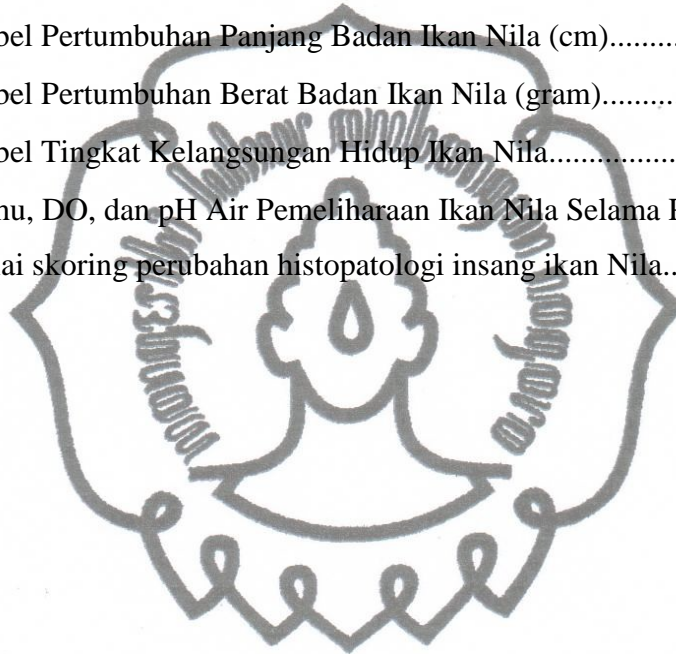 bel Pertumbuhan Panjang Badan Ikan Nila (cm).........
bel Pertumbuhan Berat Badan Ikan Nila (gram).........
bel Tingkat Kelangsungan Hidup Ikan Nila..................
DO, dan pH Air Pemeliharaan Ikan Nila Selama
ai skoring perubahan histopatologi insang ikan Nila..